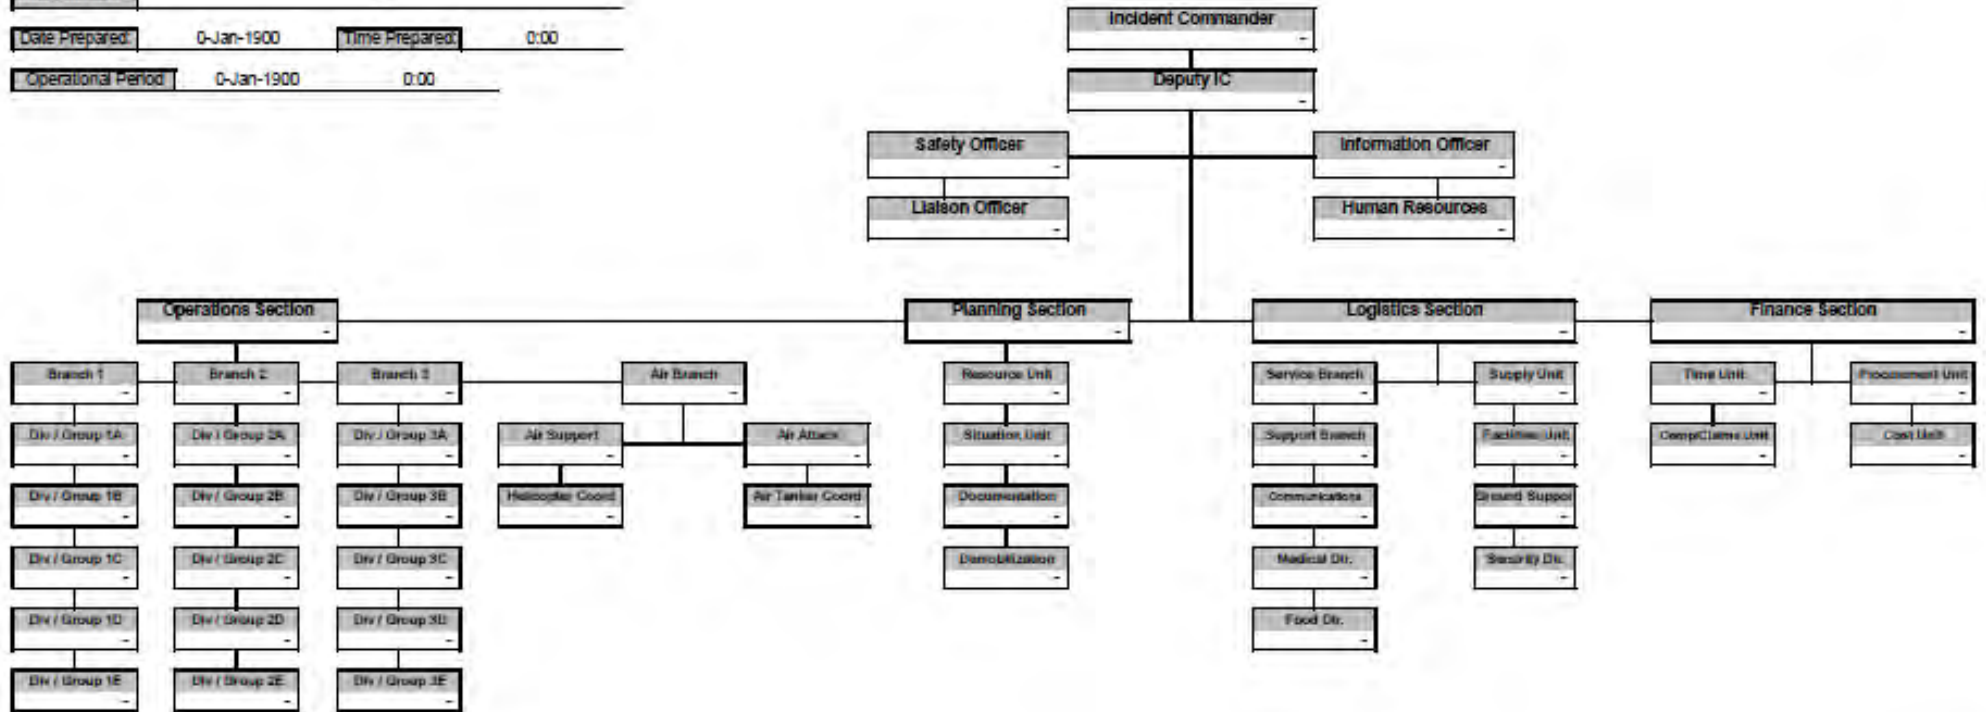 Date Prepared: 0-Jan-1900 Time Prepared: 0:00
Operational Period 0-Jan-1900 0:00
Incident Commander
-
Deputy IC
-
Safety Officer Information Officer
- -
Liaison Officer Human Resources
- -
Operations Section Planning Section Logistics Section Finance Section
- - - -
Branch 1 Branch 2 Branch 3 Air Branch Resource Unit Service Branch Supply Unit Time Unit Procurement Unit
- - - - - - - - -
Div / Group 1A Div / Group 2A Div / Group 3A Air Support Air Attack Situation Unit Support Branch Facilities Unit Comp/Claims Unit Cost Unit
- - - - - - - - - -
Div / Group 1B Div / Group 2B Div / Group 3B Helicopter Coord Air Tanker Coord Documentation Communications Ground Suppor
- - - - - - - -
Div / Group 1C Div / Group 2C Div / Group 3C Demobilization Medical Dir. Security Dir.
- - - - - -
Div / Group 1D Div / Group 2D Div / Group 3D Food Dir.
- - - -
Div / Group 1E Div / Group 2E Div / Group 3E
- - -